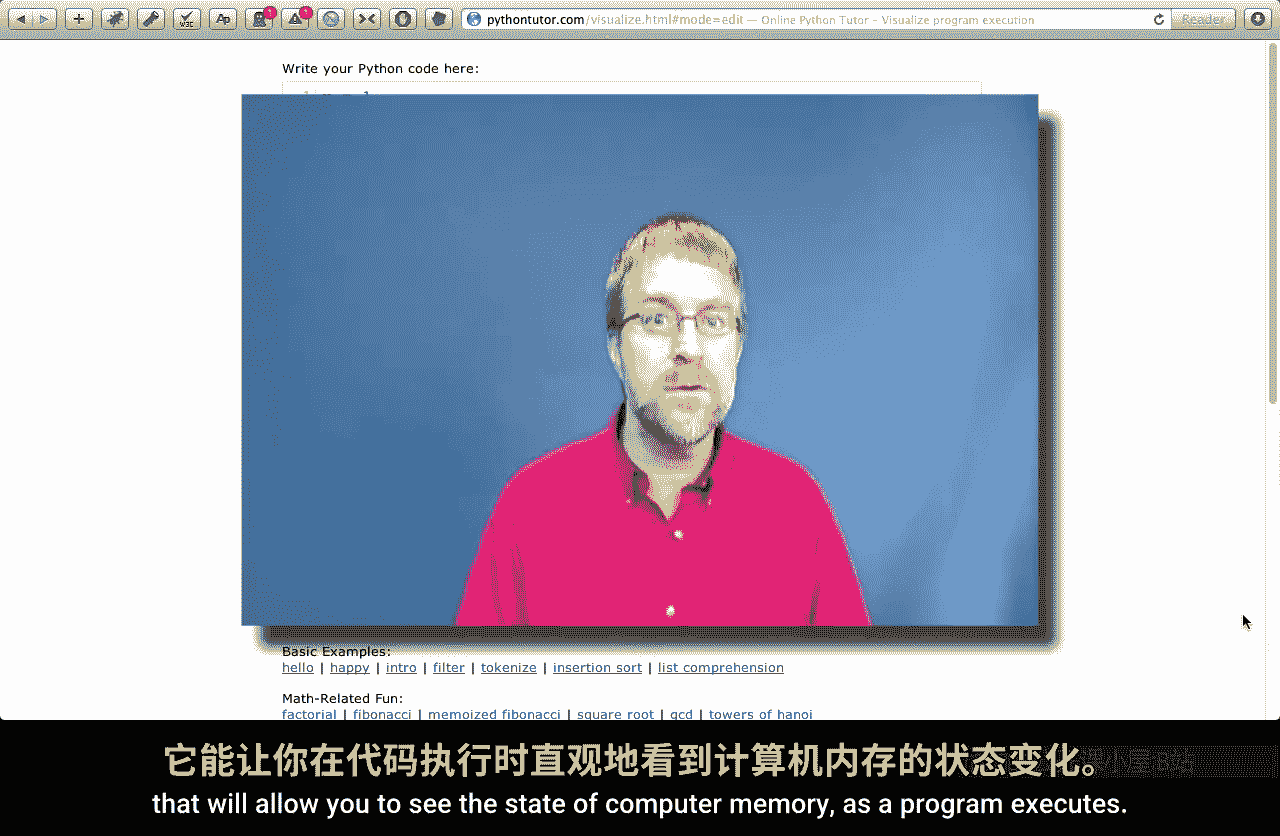 W3C
Ap
1
1
pythontutor.com/visualize.html#mode=edit — Online Python Tutor - Visualize program execution
Reader
Write your Python code here:
Basic Examples:
hello | happy | intro | filter | tokenize | insertion sort | list comprehension
Math-Related Fun:
factorial | fibonacci | memoized fibonacci | square root | gcd | towers of hanoi
它能让你在代码执行时直观地看到计算机内存的状态变化。
that will allow you to see the state of computer memory, as a program executes.